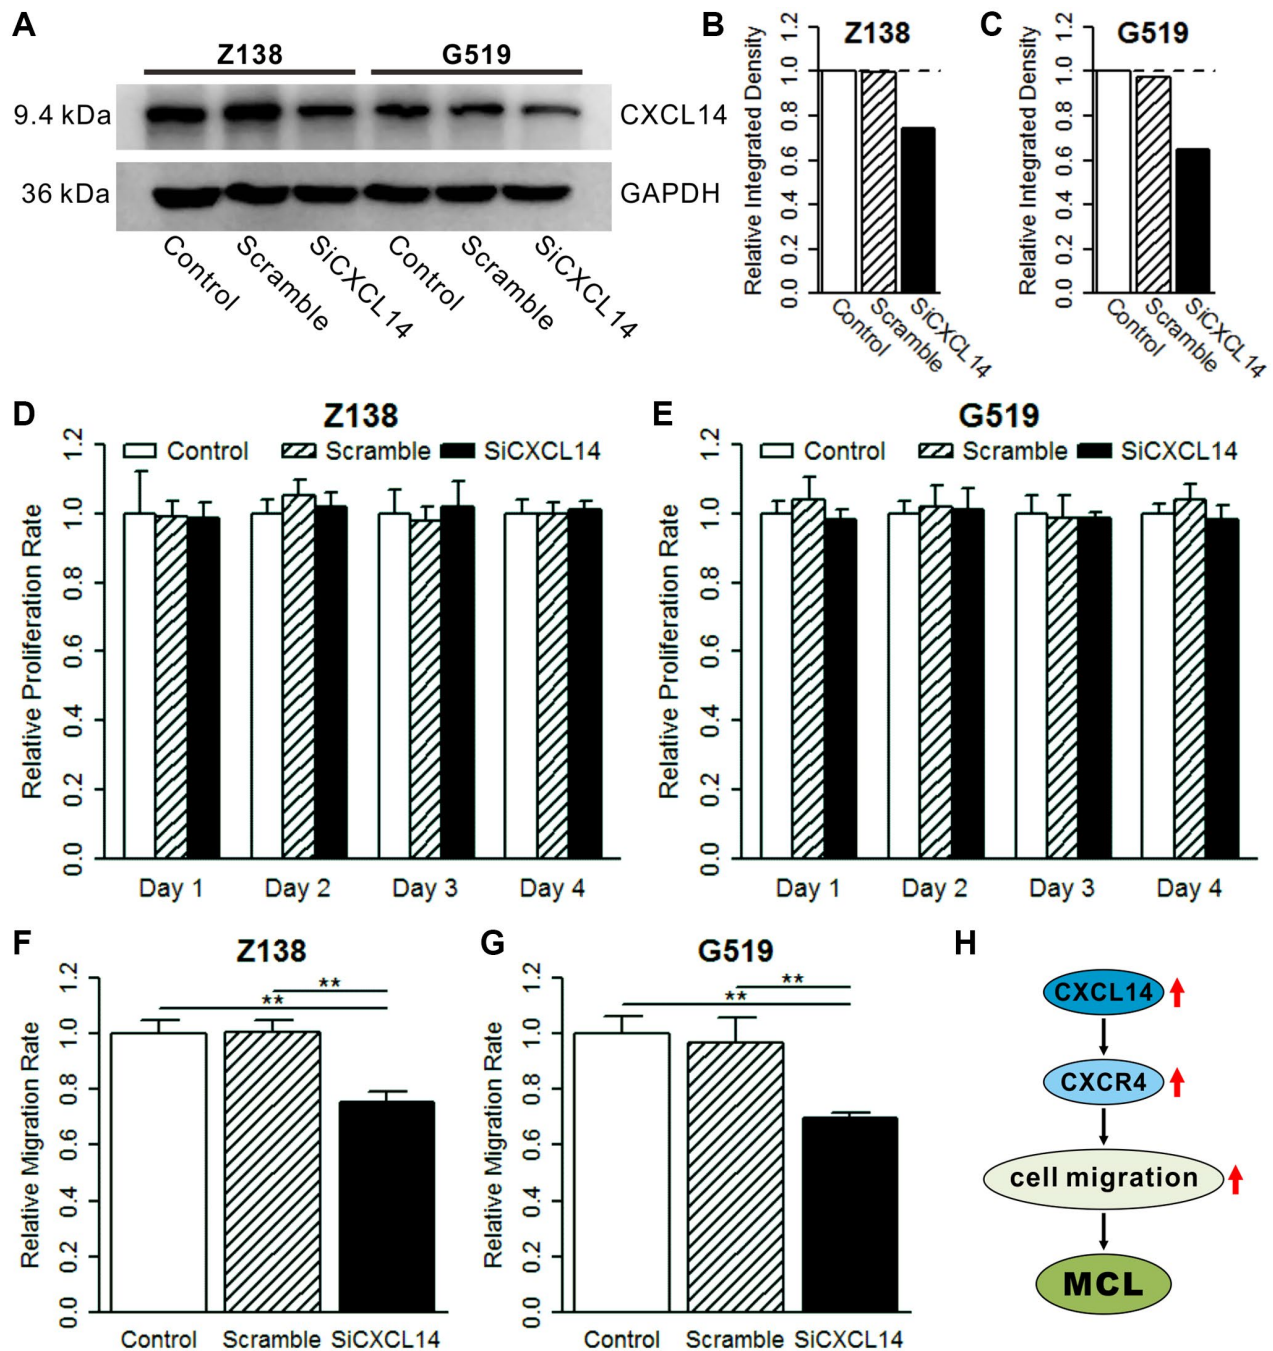 A
Z138
G519
9.4 kDa
CXCL14
36 kDa
GAPDH
Control
Scramble
SiCXCL14
Control
Scramble
SiCXCL14
B
Z138
Relative Integrated Density
0.0 0.2 0.4 0.6 0.8 1.0 1.2
Control
Scramble
SiCXCL14
C
G519
Relative Integrated Density
0.0 0.2 0.4 0.6 0.8 1.0 1.2
Control
Scramble
SiCXCL14
D
Z138
Control Scramble SiCXCL14
Relative Proliferation Rate
0.0 0.2 0.4 0.6 0.8 1.0 1.2
Day 1 Day 2 Day 3 Day 4
E
G519
Control Scramble SiCXCL14
Relative Proliferation Rate
0.0 0.2 0.4 0.6 0.8 1.0 1.2
Day 1 Day 2 Day 3 Day 4
F
Z138
Relative Migration Rate
0.0 0.2 0.4 0.6 0.8 1.0 1.2
**
**
Control Scramble SiCXCL14
G
G519
Relative Migration Rate
0.0 0.2 0.4 0.6 0.8 1.0 1.2
**
**
Control Scramble SiCXCL14
H
CXCL14
CXCR4
cell migration
MCL